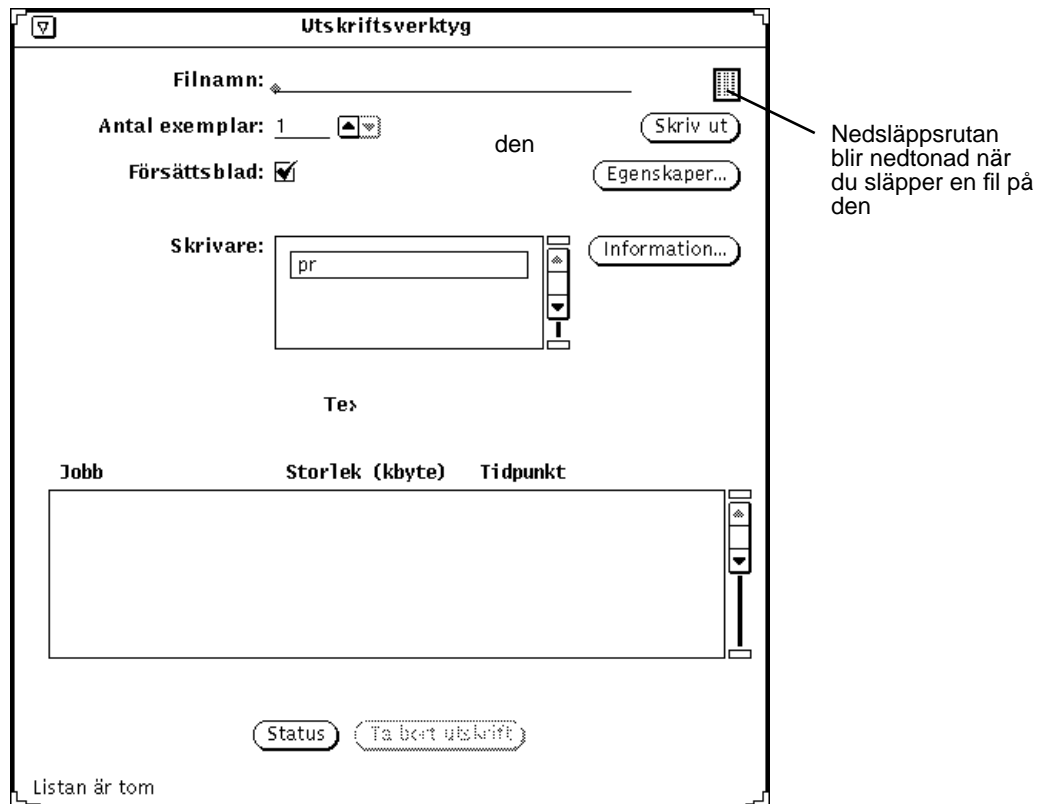 Utskriftsverktyg
Filnamn:
Antal exemplar: 1
Skriv ut
den
Försättsblad:
Egenskaper...
Skrivare:
Information...
pr
Tex
Jobb Storlek (kbyte) Tidpunkt
Status Ta bort utskrift
Listan är tom
Nedsläppsrutan
blir nedtonad när
du släpper en fil på
den